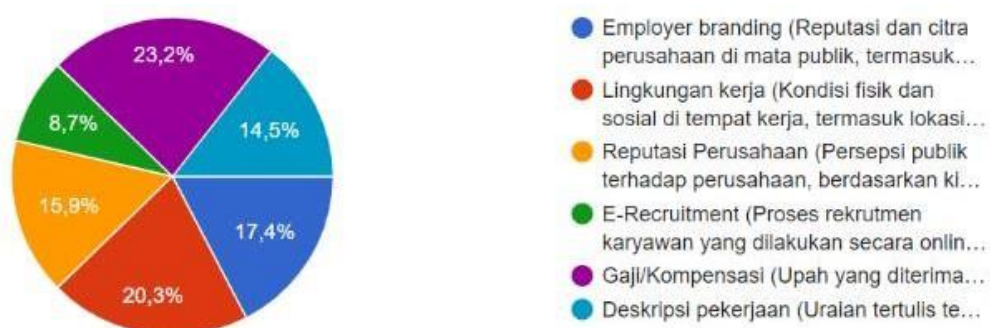 23,2%
14,5%
8,7%
15,9%
17,4%
20,3%
Employer branding (Reputasi dan citra
perusahaan di mata publik, termasuk…
Lingkungan kerja (Kondisi fisik dan
sosial di tempat kerja, termasuk lokasi…
Reputasi Perusahaan (Persepsi publik
terhadap perusahaan, berdasarkan ki…
E-Recruitment (Proses rekrutmen
karyawan yang dilakukan secara onlin…
Gaji/Kompensasi (Upah yang diterima…
Deskripsi pekerjaan (Uraian tertulis te…